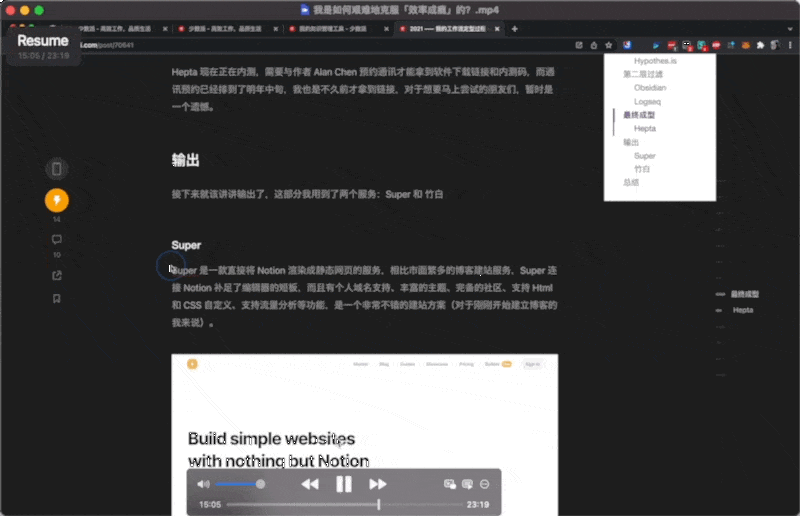 我是如何艰难地克服「效率成瘾」的？.mp4
少数派 - 高效工作，品质生活
我的知识管理工具 - 少数派
2021 —— 我的工作流定型过程
Resume
15:05 / 23:19
.com/post/70641
Hepta 现在正在内测，需要与作者 Alan Chen 预约通讯才能拿到软件下载链接和内测码，而通
讯预约已经排到了明年中旬，我也是不久前才拿到链接，对于想要马上尝试的朋友们，暂时是
一个遗憾。
Hypothes.is
第二层过滤
Obsidian
Logseq
最终成型
Hepta
输出
Super
竹白
总结
输出
接下来就该讲讲输出了，这部分我用到了两个服务：Super 和 竹白
14
10
Super
Super 是一款直接将 Notion 渲染成静态网页的服务，相比市面繁多的博客建站服务，Super 连
接 Notion 补足了编辑器的短板，而且有个人域名支持、丰富的主题、完备的社区、支持 Html
和 CSS 自定义、支持流量分析等功能，是一个非常不错的建站方案（对于刚刚开始建立博客的
我来说）。
最终成型
Hepta
Blog
Guides
Showcase
Pricing
Sign in
Build simple websites
with nothing but Notion
15:05
23:19